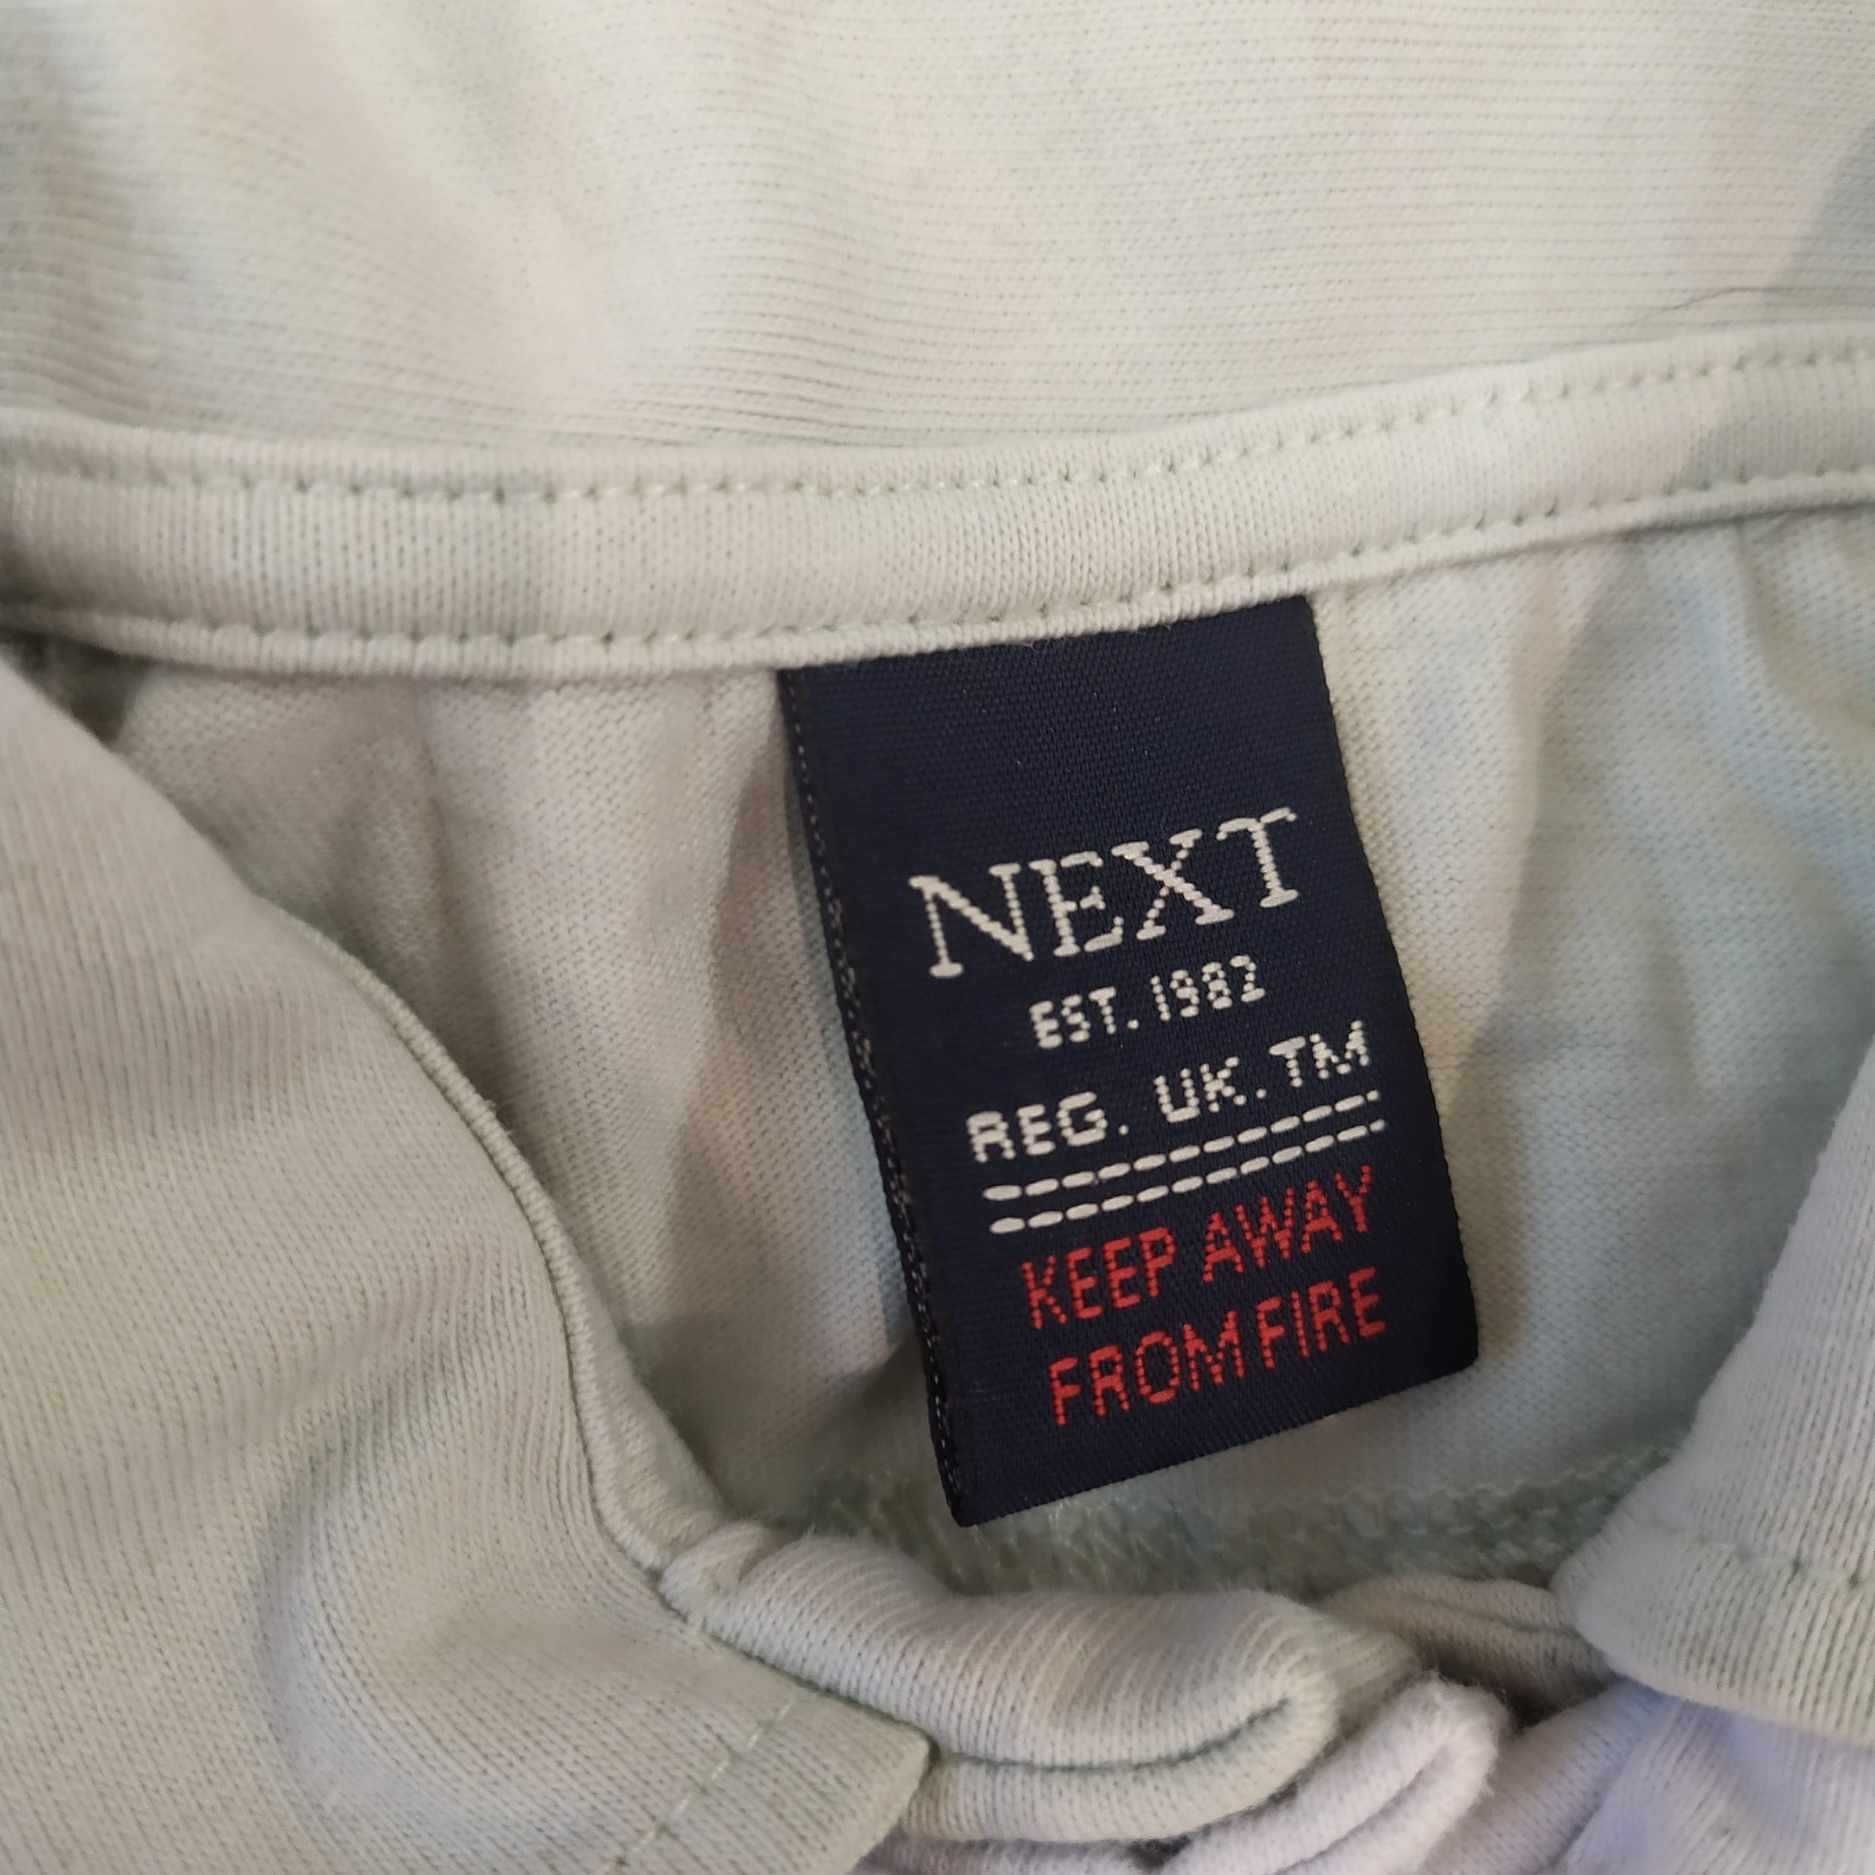 NEXT
EST. 1982
REG. UK. TM
KEEP AWAY
FROM FIRE